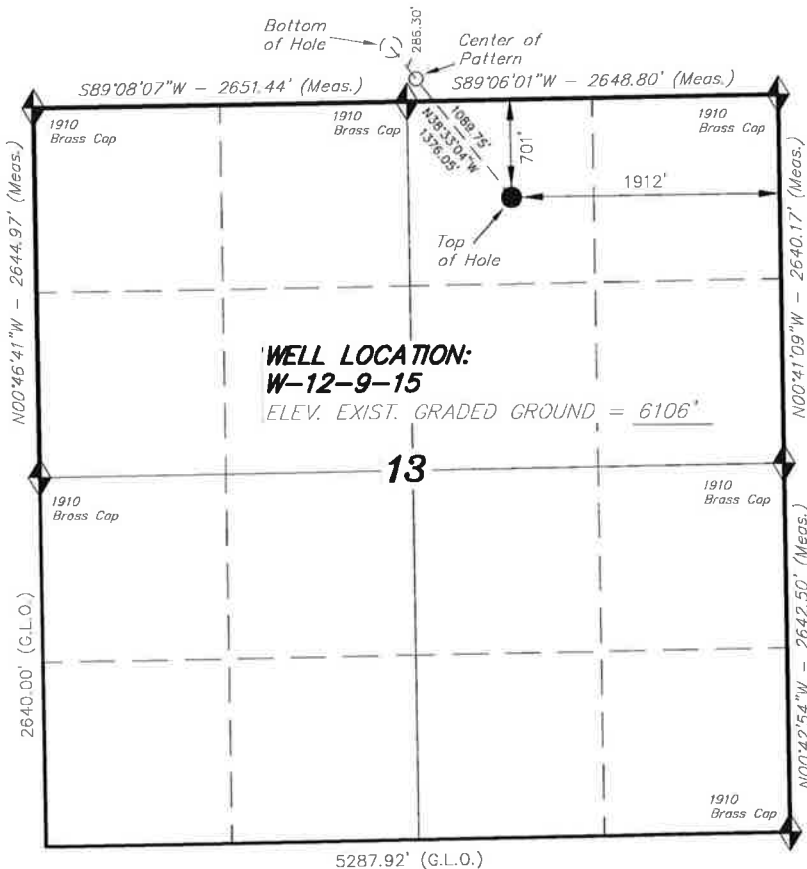 Bottom
of Hole
286.30'
Center of
Pattern
S89°08'07"W - 2651.44' (Meas.)
S89°06'01"W - 2648.80' (Meas.)
1910
Brass Cap
1910
Brass Cap
1910
Brass Cap
1089.75'
N38°33'04"W
1376.05'
701'
1912'
Top
of Hole
N00°46'41"W - 2644.97' (Meas.)
N00°41'09"W - 2640.17' (Meas.)
WELL LOCATION:
W-12-9-15
ELEV. EXIST. GRADED GROUND = 6106'
13
1910
Brass Cap
1910
Brass Cap
2640.00' (G.L.O.)
N00°42'54"W - 2642.50' (Meas.)
1910
Brass Cap
5287.92' (G.L.O.)